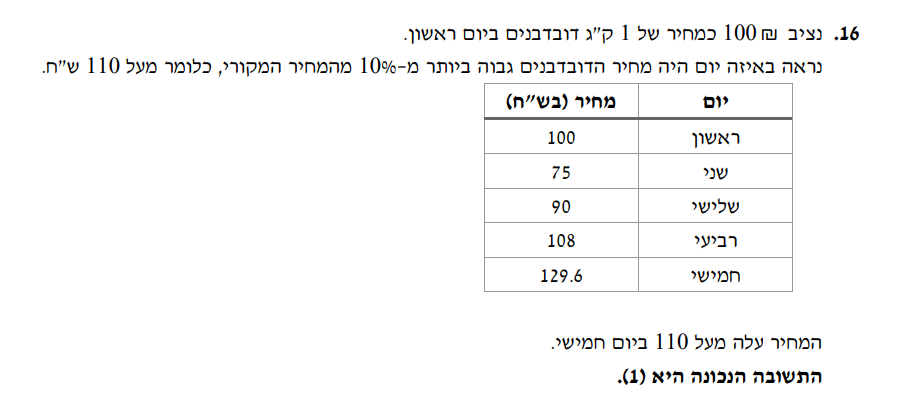 16. נציב ₪ 100 כמחיר של 1 ק"ג דובדבנים ביום ראשון.
נראה באיזה יום היה מחיר הדובדבנים גבוה ביותר מ-10% מהמחיר המקורי, כלומר מעל 110 ש"ח.
יום מחיר (בש"ח)
ראשון 100
שני 75
שלישי 90
רביעי 108
חמישי 129.6
המחיר עלה מעל 110 ביום חמישי.
התשובה הנכונה היא (1).